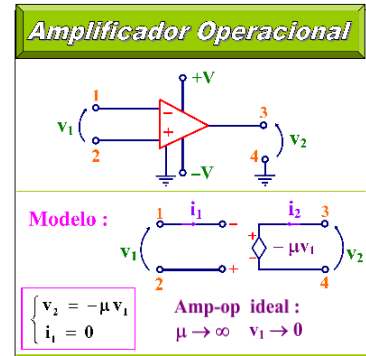 Amplificador Operacional
+V
1
−
3
v₁
+
v₂
2
4
−V
Modelo :
1 i₁ − i₂ 3
v₁ + − μv₁ v₂
2 + 4
v₂ = −μ v₁
i₁ = 0
Amp-op ideal :
μ → ∞ v₁ → 0